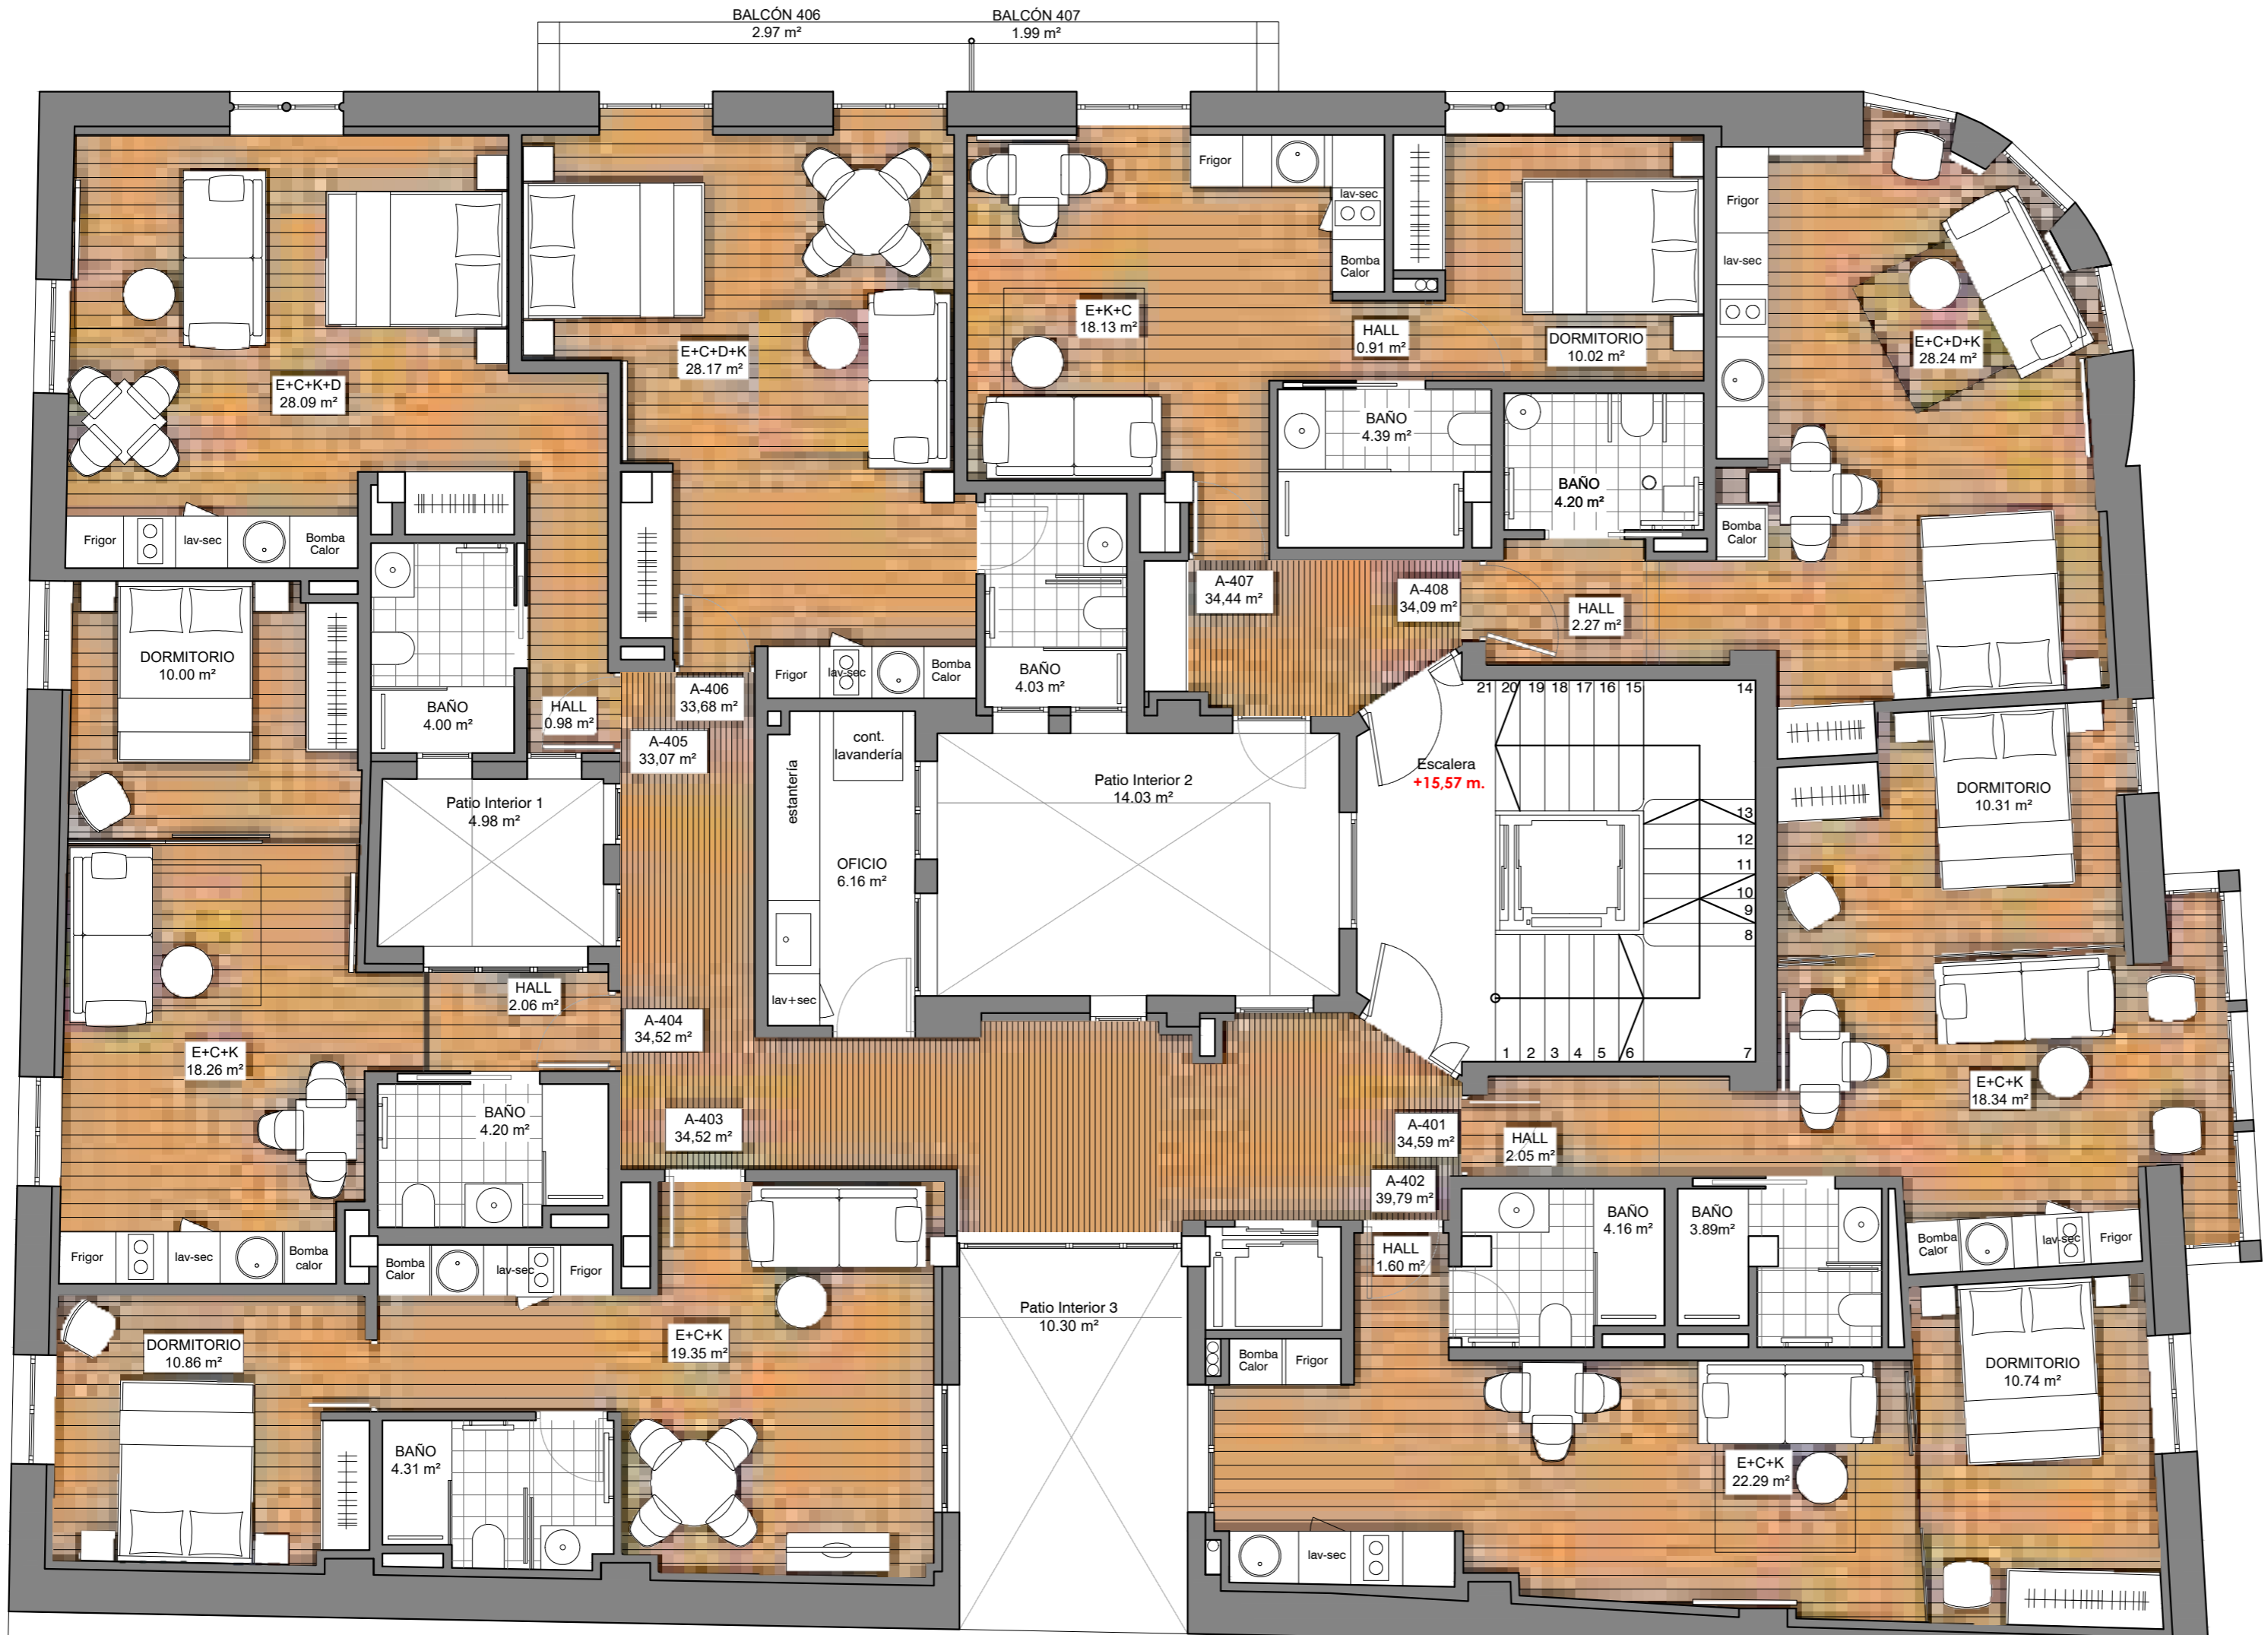 BALCÓN 406
2.97 m²
BALCÓN 407
1.99 m²
E+C+K+D
28.09 m²
Frigor
lav-sec
Bomba
Calor
E+C+D+K
28.17 m²
E+K+C
18.13 m²
Frigor
lav-sec
Bomba
Calor
HALL
0.91 m²
DORMITORIO
10.02 m²
Frigor
lav-sec
E+C+D+K
28.24 m²
Bomba
Calor
BAÑO
4.39 m²
BAÑO
4.20 m²
A-407
34,44 m²
A-408
34,09 m²
HALL
2.27 m²
DORMITORIO
10.00 m²
BAÑO
4.00 m²
HALL
0.98 m²
A-406
33,68 m²
A-405
33,07 m²
Frigor
lav-sec
Bomba
Calor
BAÑO
4.03 m²
21 20 19 18 17 16 15 14
13
12
11
10
9
8
7
1 2 3 4 5 6
Escalera
+15,57 m.
estantería
cont.
lavandería
OFICIO
6.16 m²
lav+sec
Patio Interior 1
4.98 m²
Patio Interior 2
14.03 m²
DORMITORIO
10.31 m²
HALL
2.06 m²
A-404
34,52 m²
E+C+K
18.26 m²
BAÑO
4.20 m²
A-403
34,52 m²
A-401
34,59 m²
HALL
2.05 m²
E+C+K
18.34 m²
A-402
39,79 m²
HALL
1.60 m²
BAÑO
4.16 m²
BAÑO
3.89m²
Bomba
Calor
lav-sec
Frigor
Frigor
lav-sec
Bomba
calor
Bomba
Calor
lav-sec
Frigor
Patio Interior 3
10.30 m²
DORMITORIO
10.86 m²
E+C+K
19.35 m²
BAÑO
4.31 m²
Bomba
Calor
Frigor
DORMITORIO
10.74 m²
E+C+K
22.29 m²
lav-sec